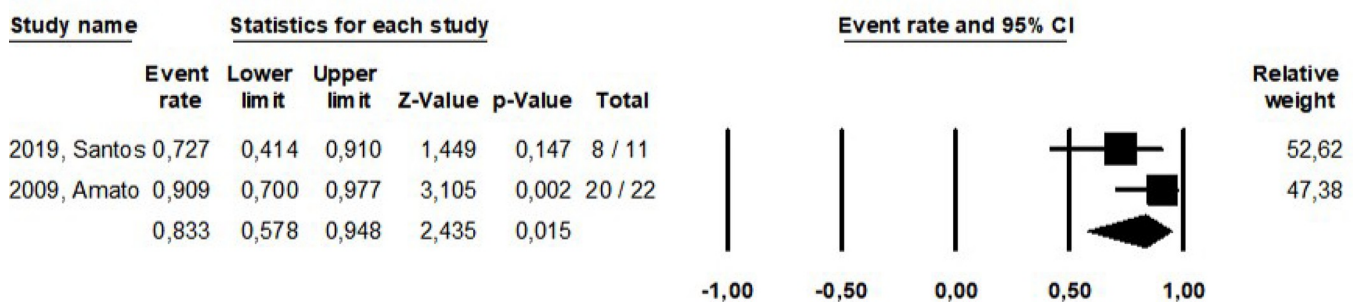 Study name Statistics for each study Event rate and 95% CI
Event Lower Upper Relative
rate limit limit Z-Value p-Value Total weight
2019, Santos 0,727 0,414 0,910 1,449 0,147 8 / 11 52,62
2009, Amato 0,909 0,700 0,977 3,105 0,002 20 / 22 47,38
0,833 0,578 0,948 2,435 0,015
-1,00 -0,50 0,00 0,50 1,00